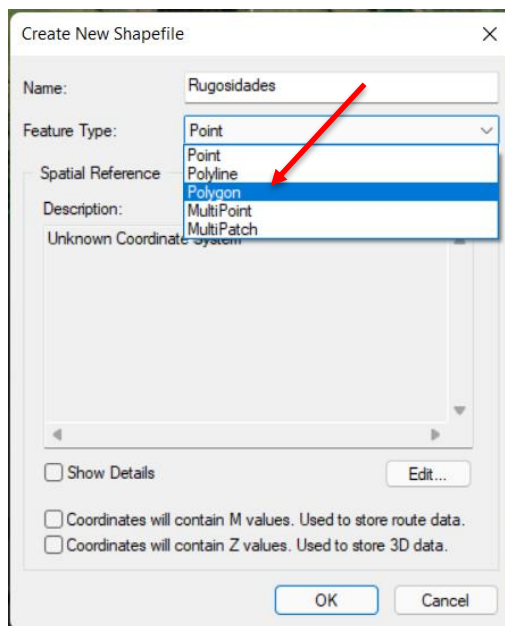 Create New Shapefile
Name: Rugosidades
Feature Type: Point
Point
Polyline
Polygon
MultiPoint
MultiPatch
Spatial Reference
Description:
Unknown Coordinate System
Show Details
Edit...
Coordinates will contain M values. Used to store route data.
Coordinates will contain Z values. Used to store 3D data.
OK Cancel